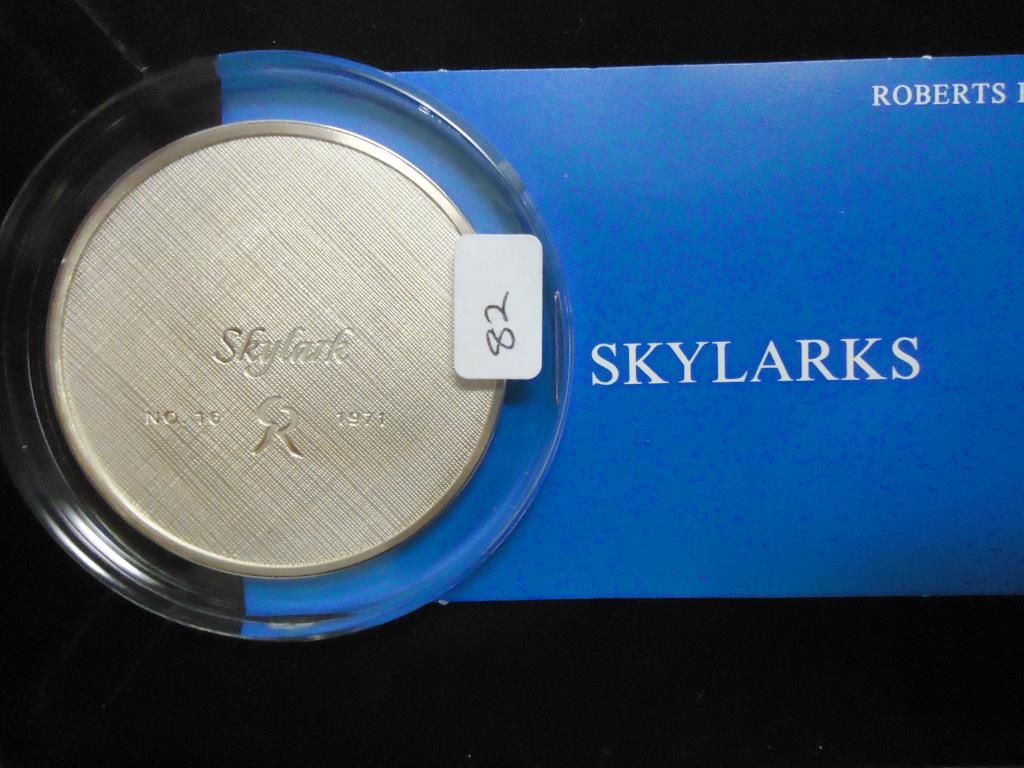 ROBERTS
SKYLARKS
Skylark
NO. 16 R 1971
82